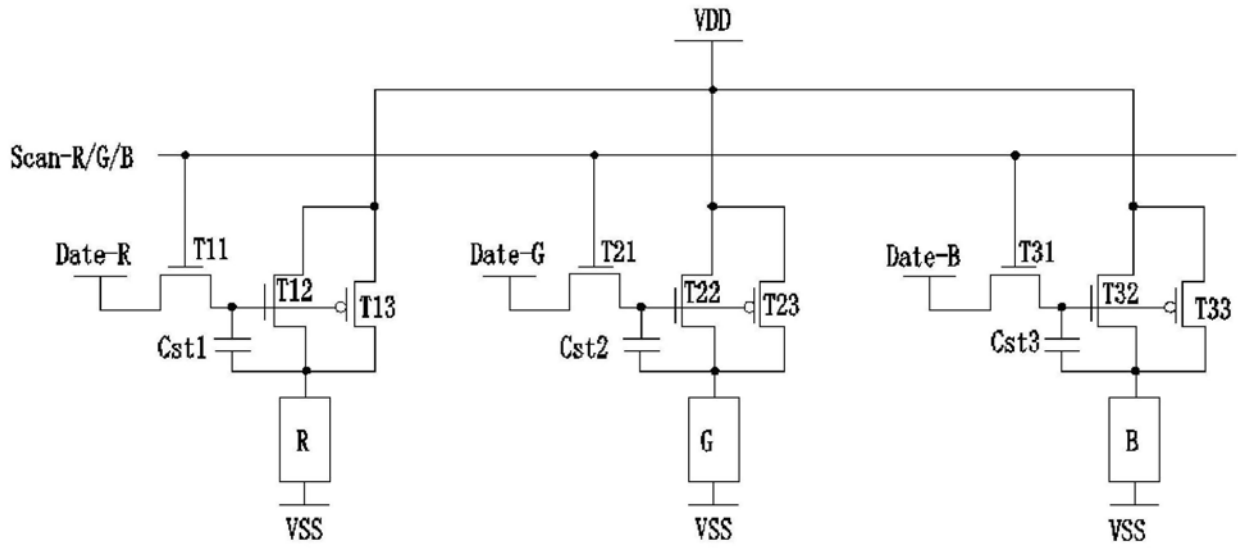 VDD
Scan-R/G/B
Date-R
T11
T12
T13
Cst1
R
VSS
Date-G
T21
T22
T23
Cst2
G
VSS
Date-B
T31
T32
T33
Cst3
B
VSS